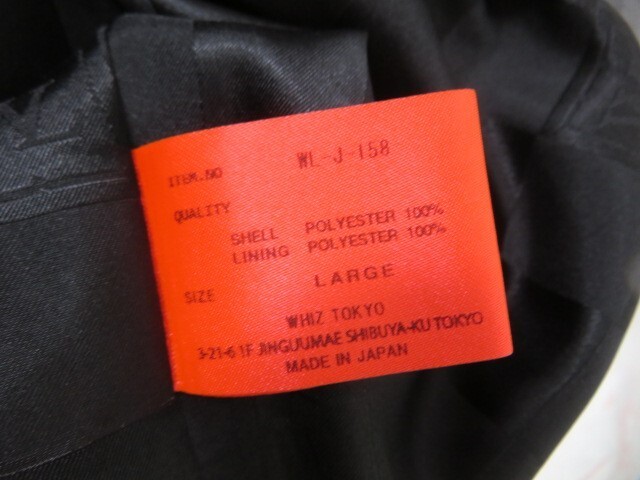 ITEM.NO WL-J-158
QUALITY
SHELL POLYESTER 100%
LINING POLYESTER 100%
SIZE LARGE
WHIZ TOKYO
3-21-6 1F JINGUUMAE SHIBUYA-KU TOKYO
MADE IN JAPAN